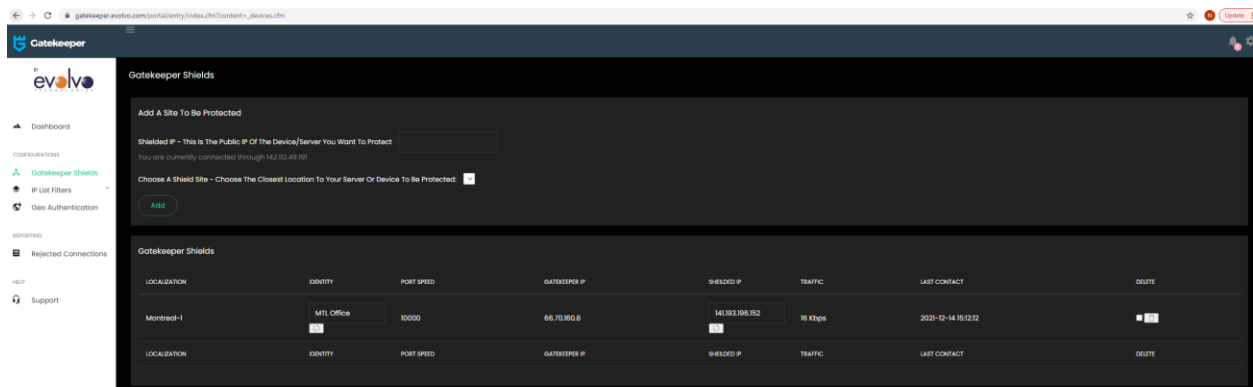 gatekeeper.evolvo.com/portal/entry/index.cfm?content=_devices.cfm
N
Update
Gatekeeper
BY
evolvo
TECHNOLOGIES
Gatekeeper Shields
Add A Site To Be Protected
Dashboard
Shielded IP - This Is The Public IP Of The Device/Server You Want To Protect
You are currently connected through 142.112.49.191
CONFIGURATIONS
Gatekeeper Shields
Choose A Shield Site - Choose The Closest Location To Your Server Or Device To Be Protected:
IP List Filters
Geo Authentication
Add
REPORTING
Rejected Connections
Gatekeeper Shields
HELP
Support
LOCALIZATION IDENTITY PORT SPEED GATEKEEPER IP SHEILDED IP TRAFFIC LAST CONTACT DELETE
Montreal-1 MTL Office 10000 66.70.160.8 141.193.196.152 16 Kbps 2021-12-14 15:12:12
LOCALIZATION IDENTITY PORT SPEED GATEKEEPER IP SHEILDED IP TRAFFIC LAST CONTACT DELETE